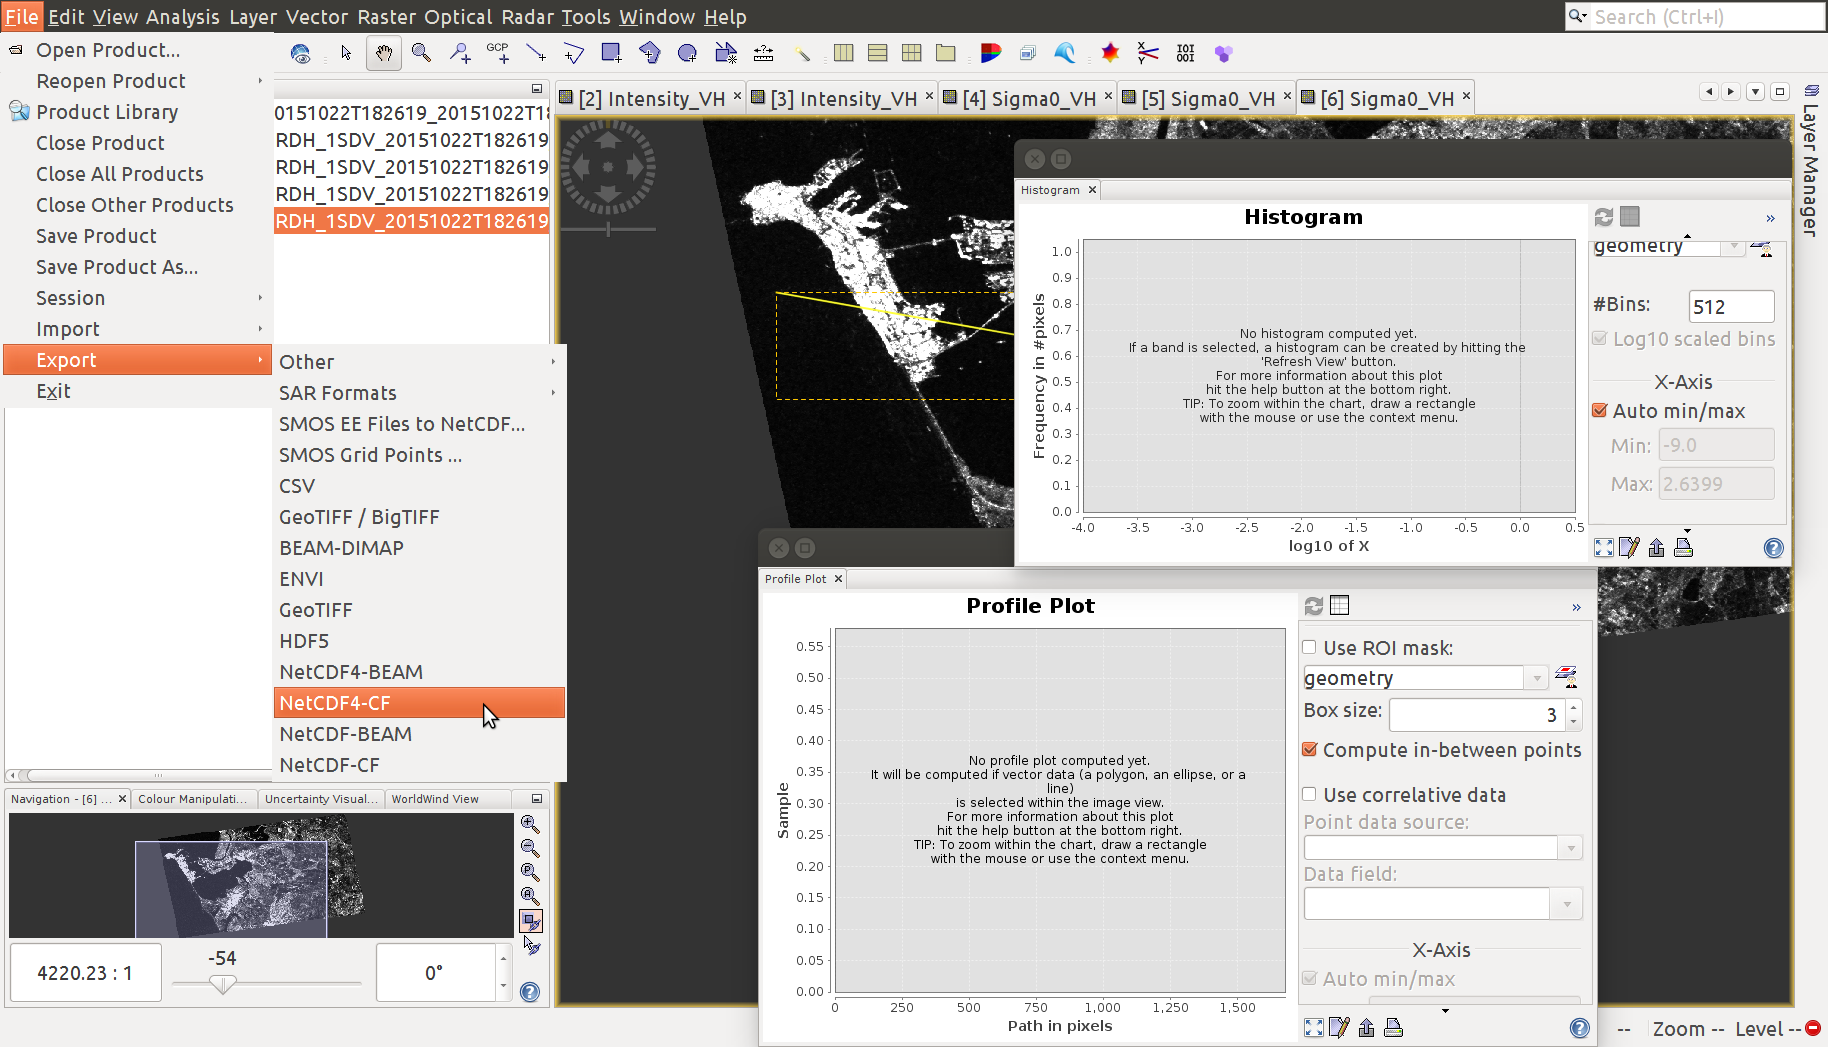 File Edit View Analysis Layer Vector Raster Optical Radar Tools Window Help
Search (Ctrl+I)
Open Product...
Reopen Product
Product Library
Close Product
Close All Products
Close Other Products
Save Product
Save Product As...
Session
Import
Export
Exit
Other
SAR Formats
SMOS EE Files to NetCDF...
SMOS Grid Points ...
CSV
GeoTIFF / BigTIFF
BEAM-DIMAP
ENVI
GeoTIFF
HDF5
NetCDF4-BEAM
NetCDF4-CF
NetCDF-BEAM
NetCDF-CF
GCP
0151022T182619_20151022T18
RDH_1SDV_20151022T182619
RDH_1SDV_20151022T182619
RDH_1SDV_20151022T182619
RDH_1SDV_20151022T182619
[2] Intensity_VH
[3] Intensity_VH
[4] Sigma0_VH
[5] Sigma0_VH
[6] Sigma0_VH
Layer Manager
Histogram
Histogram
Frequency in #pixels
1.0
0.9
0.8
0.7
0.6
0.5
0.4
0.3
0.2
0.1
0.0
No histogram computed yet.
If a band is selected, a histogram can be created by hitting the
'Refresh View' button.
For more information about this plot
hit the help button at the bottom right.
TIP: To zoom within the chart, draw a rectangle
with the mouse or use the context menu.
-4.0 -3.5 -3.0 -2.5 -2.0 -1.5 -1.0 -0.5 0.0 0.5
log10 of X
geometry
#Bins: 512
Log10 scaled bins
X-Axis
Auto min/max
Min: -9.0
Max: 2.6399
Profile Plot
Profile Plot
Sample
0.55
0.50
0.45
0.40
0.35
0.30
0.25
0.20
0.15
0.10
0.05
0.00
No profile plot computed yet.
It will be computed if vector data (a polygon, an ellipse, or a
line)
is selected within the image view.
For more information about this plot
hit the help button at the bottom right.
TIP: To zoom within the chart, draw a rectangle
with the mouse or use the context menu.
0 250 500 750 1,000 1,250 1,500
Path in pixels
Use ROI mask:
geometry
Box size: 3
Compute in-between points
Use correlative data
Point data source:
Data field:
X-Axis
Auto min/max
Navigation - [6] ...
Colour Manipulati...
Uncertainty Visual...
WorldWind View
4220.23 : 1
-54
0°
-- Zoom -- Level --